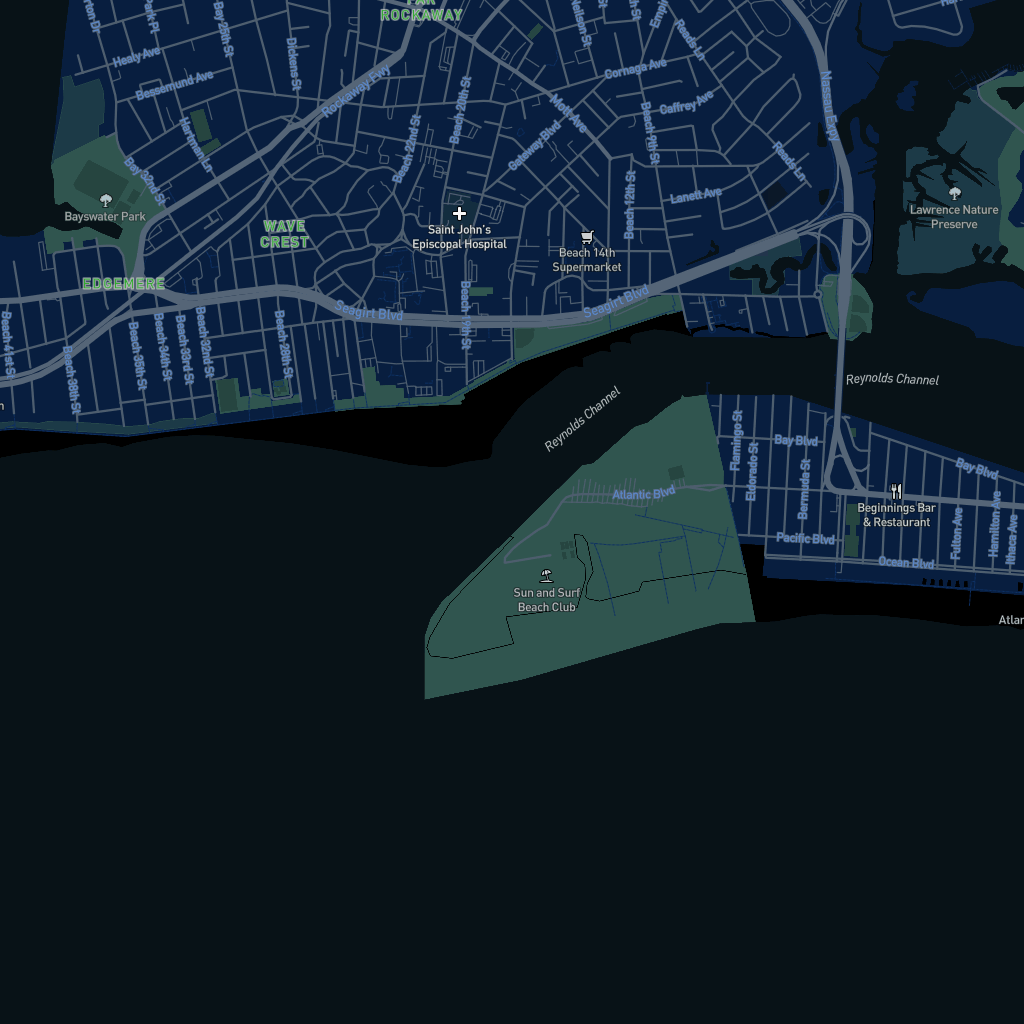 FAR
ROCKAWAY
Bay 25th St
Healy Ave
Dickens St
Bessemund Ave
Rockaway Fwy
Beach 20th St
Mott Ave
Cornaga Ave
Nassau Expy
Reads Ln
Caffrey Ave
Hartman Ln
Beach 22nd St
Gateway Blvd
Beach 9th St
Reads Ln
Bay 32nd St
Lanett Ave
Bayswater Park
Beach 12th St
Lawrence Nature
Preserve
WAVE
CREST
Saint John's
Episcopal Hospital
Beach 14th
Supermarket
EDGEMERE
Seagirt Blvd
Seagirt Blvd
Beach 19th St
Beach 41st St
Beach 38th St
Beach 36th St
Beach 34th St
Beach 33rd St
Beach 32nd St
Beach 28th St
Reynolds Channel
Reynolds Channel
Flamingo St
Eldorado St
Bay Blvd
Bermuda St
Bay Blvd
Atlantic Blvd
Beginnings Bar
& Restaurant
Fulton Ave
Hamilton Ave
Ithaca Ave
Pacific Blvd
Ocean Blvd
Sun and Surf
Beach Club